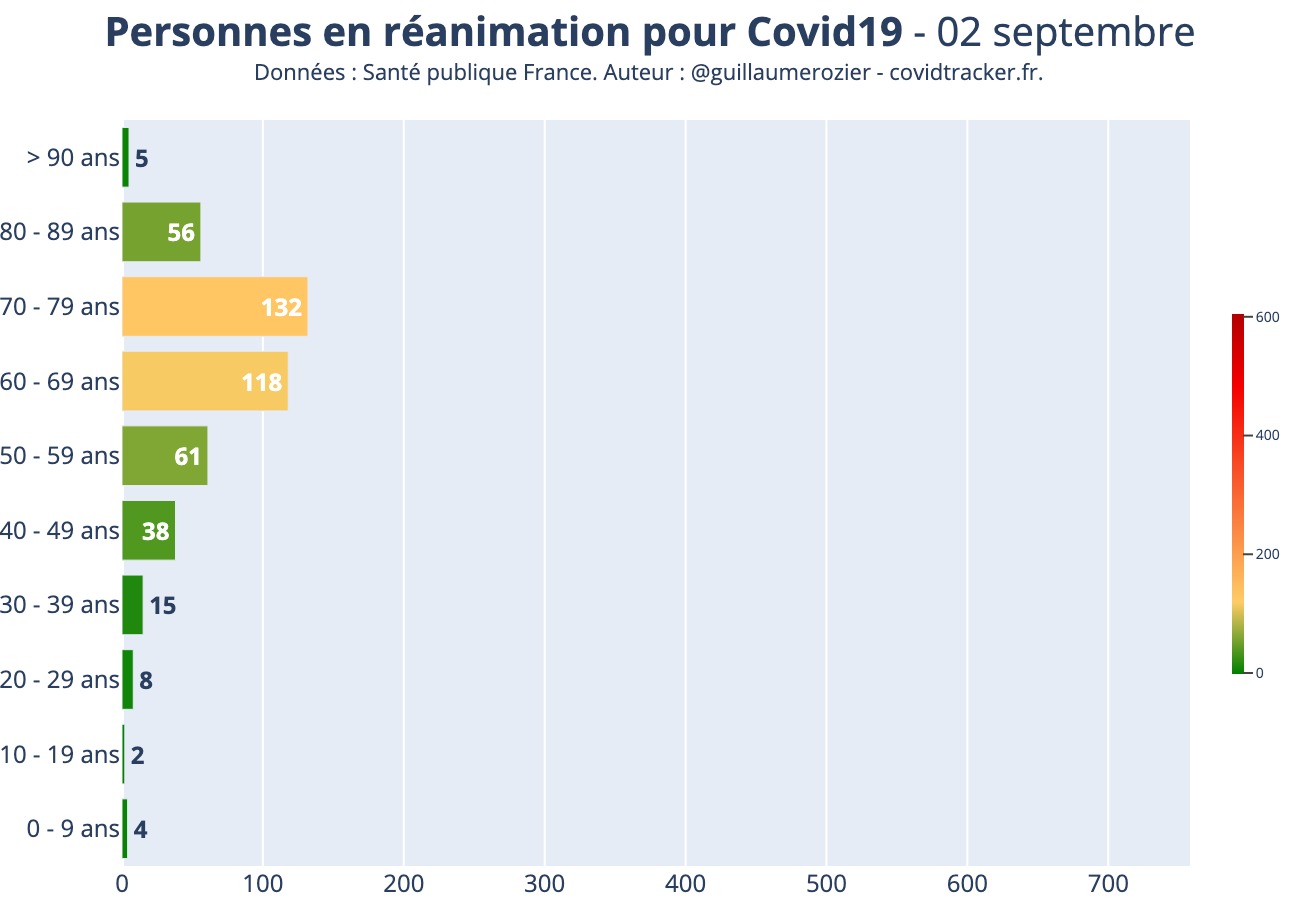 Personnes en réanimation pour Covid19 - 02 septembre
Données : Santé publique France. Auteur : @guillaumerozier - covidtracker.fr.
> 90 ans 5
80 - 89 ans 56
70 - 79 ans 132
60 - 69 ans 118
50 - 59 ans 61
40 - 49 ans 38
30 - 39 ans 15
20 - 29 ans 8
10 - 19 ans 2
0 - 9 ans 4
0 100 200 300 400 500 600 700
600
400
200
0